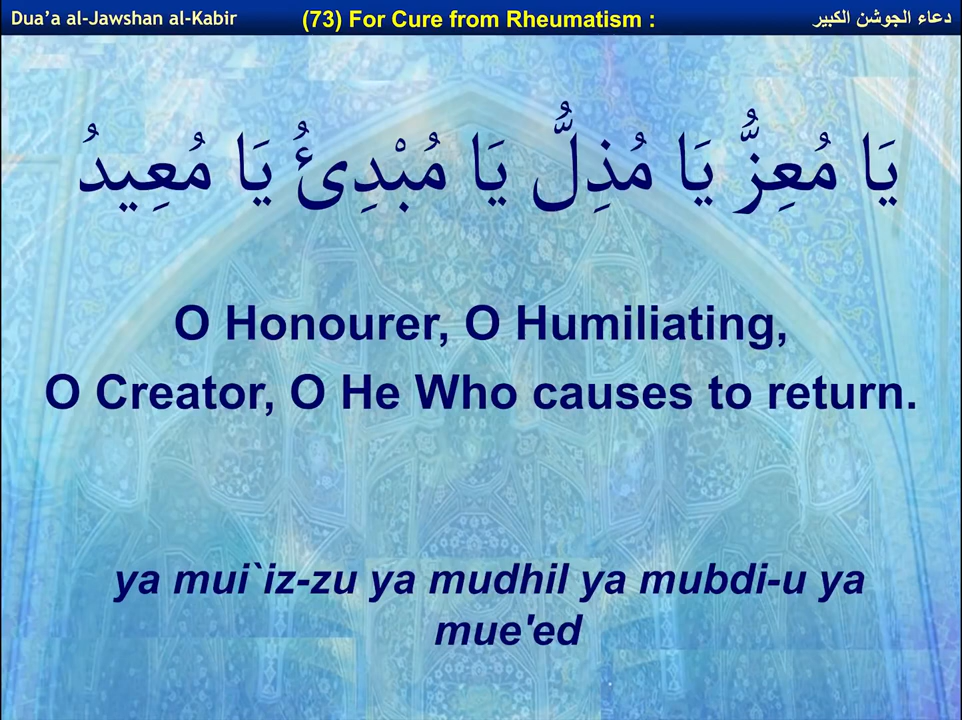 Dua’a al-Jawshan al-Kabir
(73) For Cure from Rheumatism :
دعاء الجوشن الكبير
يَا مُعِزُّ يَا مُذِلُّ يَا مُبْدِئُ يَا مُعِيدُ
O Honourer, O Humiliating,
O Creator, O He Who causes to return.
ya mui`iz-zu ya mudhil ya mubdi-u ya
mue'ed